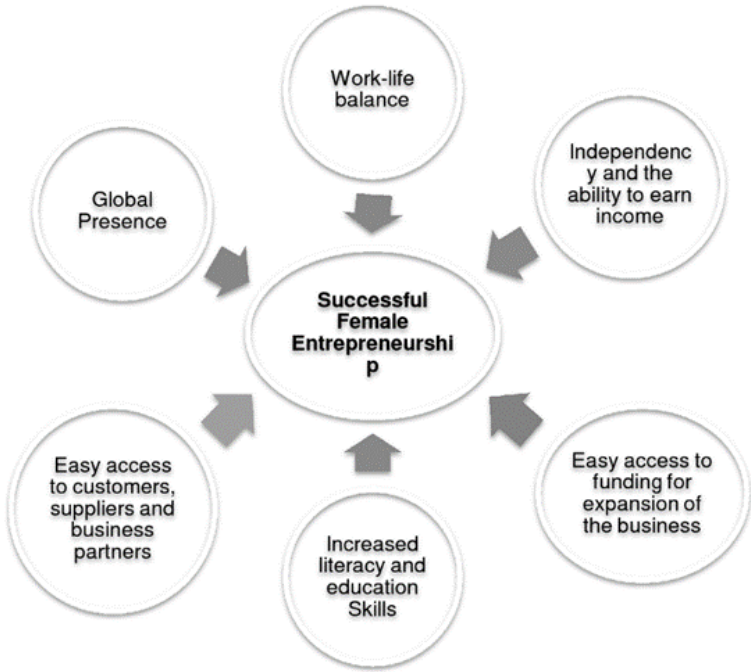 Work-life
balance
Global
Presence
Independenc
y and the
ability to earn
income
Successful
Female
Entrepreneurshi
p
Easy access
to customers,
suppliers and
business
partners
Increased
literacy and
education
Skills
Easy access to
funding for
expansion of
the business